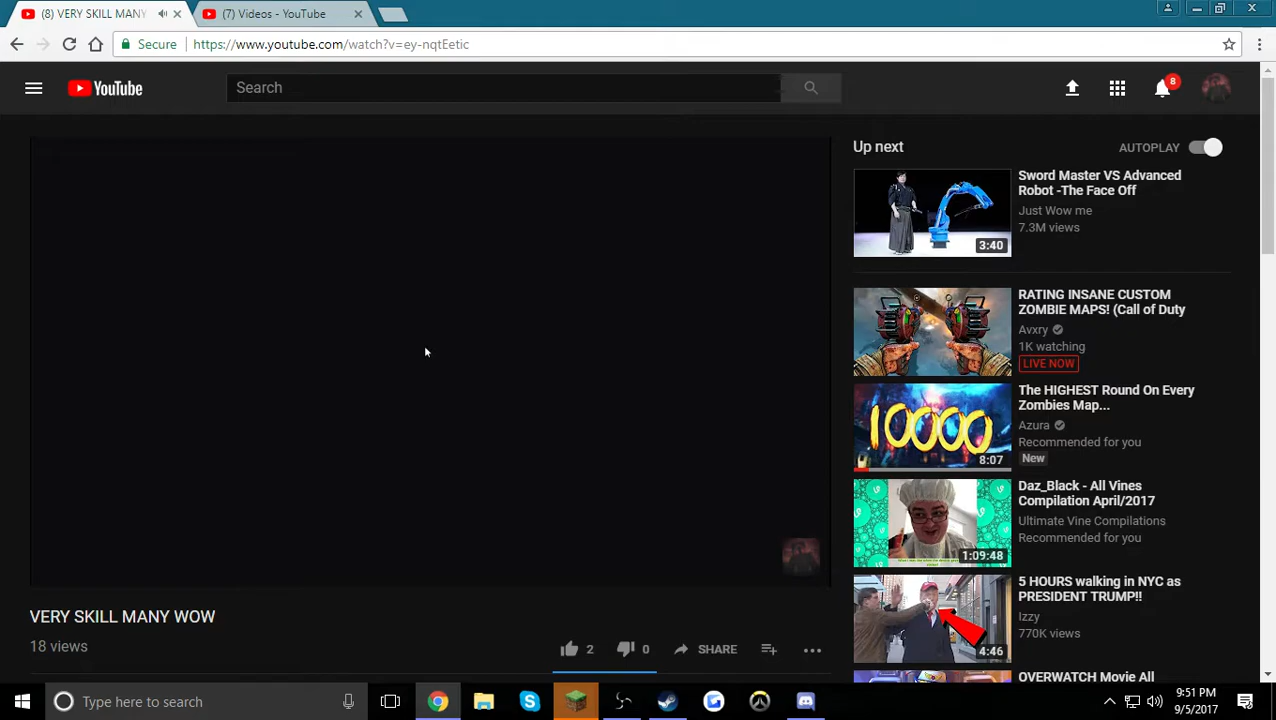 (8) VERY SKILL MANY
(7) Videos - YouTube
Secure
https://www.youtube.com/watch?v=ey-nqtEetic
YouTube
Search
8
Up next
AUTOPLAY
Sword Master VS Advanced
Robot -The Face Off
Just Wow me
7.3M views
3:40
RATING INSANE CUSTOM
ZOMBIE MAPS! (Call of Duty
Avxry
1K watching
LIVE NOW
The HIGHEST Round On Every
Zombies Map...
Azura
Recommended for you
New
10000
8:07
Daz_Black - All Vines
Compilation April/2017
Ultimate Vine Compilations
Recommended for you
1:09:48
5 HOURS walking in NYC as
PRESIDENT TRUMP!!
Izzy
770K views
4:46
OVERWATCH Movie All
VERY SKILL MANY WOW
18 views
2
0
SHARE
Type here to search
9:51 PM
9/5/2017